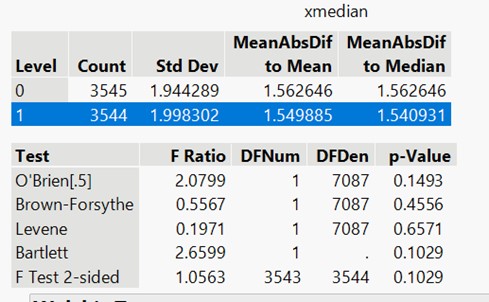 xmedian
MeanAbsDif MeanAbsDif
Level Count Std Dev to Mean to Median
0 3545 1.944289 1.562646 1.562646
1 3544 1.998302 1.549885 1.540931
Test F Ratio DFNum DFDen p-Value
O'Brien[.5] 2.0799 1 7087 0.1493
Brown-Forsythe 0.5567 1 7087 0.4556
Levene 0.1971 1 7087 0.6571
Bartlett 2.6599 1 . 0.1029
F Test 2-sided 1.0563 3543 3544 0.1029